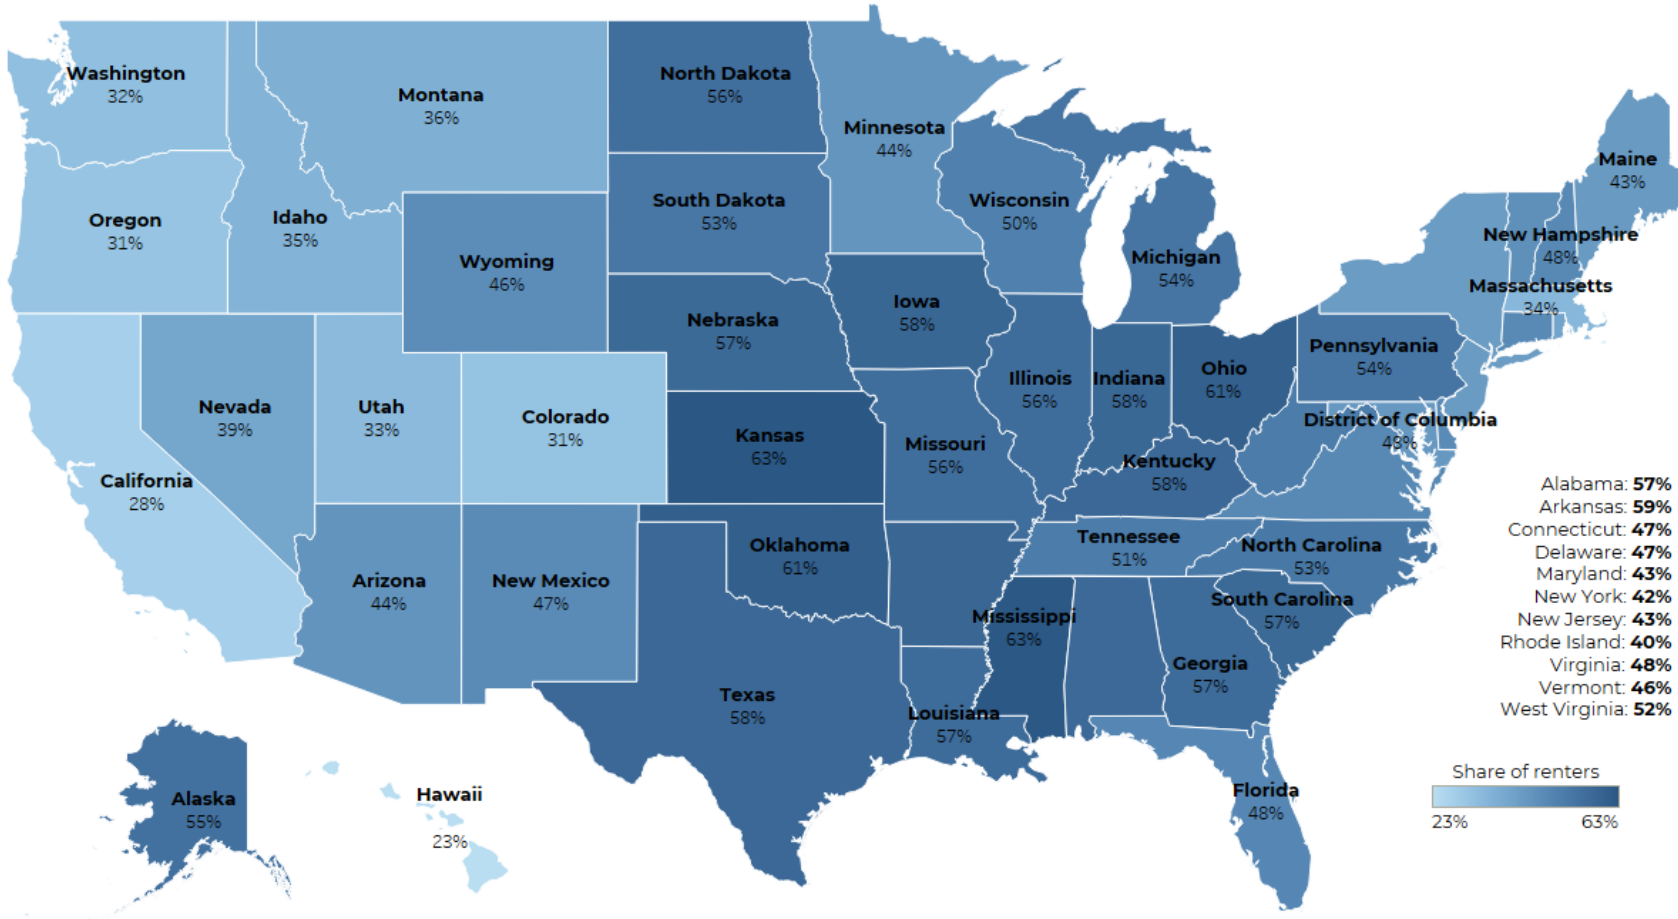 Washington
32%
Montana
36%
North Dakota
56%
Minnesota
44%
Maine
43%
Oregon
31%
Idaho
35%
Wyoming
46%
South Dakota
53%
Wisconsin
50%
Michigan
54%
New Hampshire
48%
Massachusetts
34%
Nebraska
57%
Iowa
58%
Illinois
56%
Indiana
58%
Ohio
61%
Pennsylvania
54%
Nevada
39%
Utah
33%
Colorado
31%
Kansas
63%
Missouri
56%
Kentucky
58%
District of Columbia
48%
California
28%
Arizona
44%
New Mexico
47%
Oklahoma
61%
Tennessee
51%
North Carolina
53%
South Carolina
57%
Mississippi
63%
Georgia
57%
Texas
58%
Louisiana
57%
Florida
48%
Alaska
55%
Hawaii
23%
Alabama: 57%
Arkansas: 59%
Connecticut: 47%
Delaware: 47%
Maryland: 43%
New York: 42%
New Jersey: 43%
Rhode Island: 40%
Virginia: 48%
Vermont: 46%
West Virginia: 52%
Share of renters
23% 63%